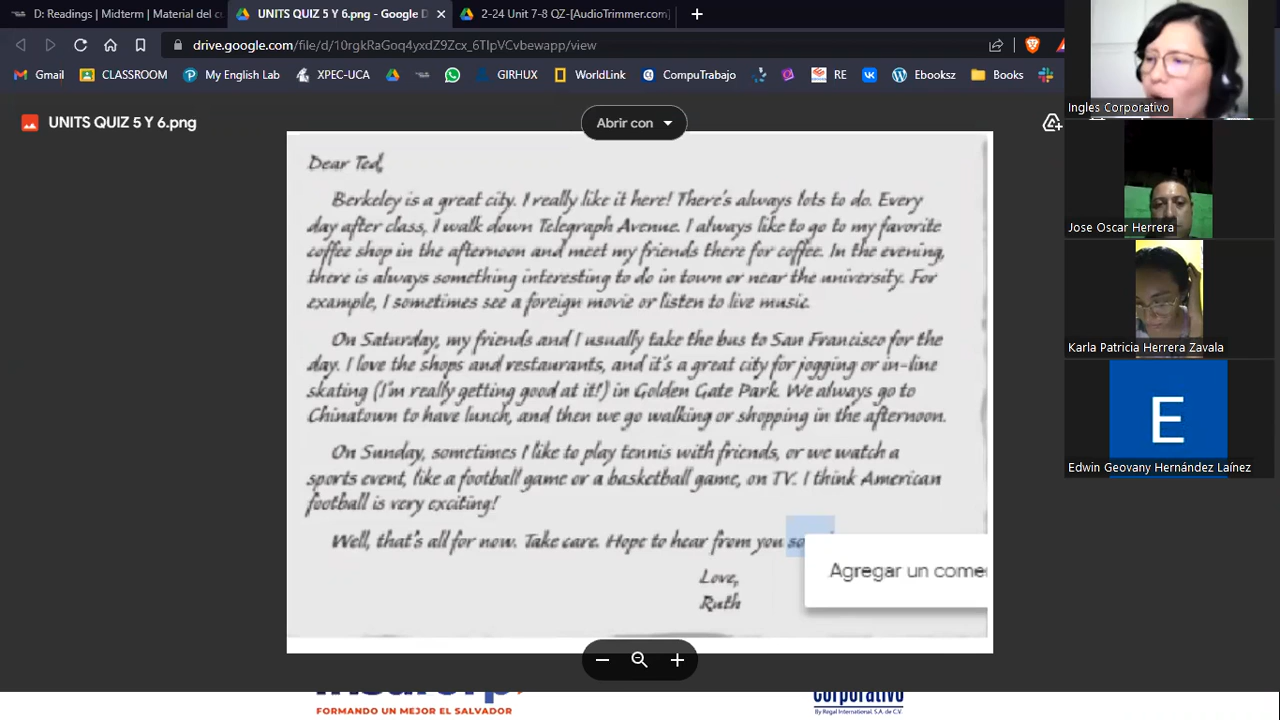 D: Readings | Midterm | Material del c
UNITS QUIZ 5 Y 6.png - Google D
2-24 Unit 7-8 QZ-[AudioTrimmer.com]
drive.google.com/file/d/10rgkRaGoq4yxdZ9Zcx_6TIpVCvbewapp/view
Gmail
CLASSROOM
My English Lab
XPEC-UCA
GIRHUX
WorldLink
CompuTrabajo
RE
Ebooksz
Books
UNITS QUIZ 5 Y 6.png
Abrir con
Dear Ted,
Berkeley is a great city. I really like it here! There's always lots to do. Every
day after class, I walk down Telegraph Avenue. I always like to go to my favorite
coffee shop in the afternoon and meet my friends there for coffee. In the evening,
there is always something interesting to do in town or near the university. For
example, I sometimes see a foreign movie or listen to live music.
On Saturday, my friends and I usually take the bus to San Francisco for the
day. I love the shops and restaurants, and it's a great city for jogging or in-line
skating (I'm really getting good at it!) in Golden Gate Park. We always go to
Chinatown to have lunch, and then we go walking or shopping in the afternoon.
On Sunday, sometimes I like to play tennis with friends, or we watch a
sports event, like a football game or a basketball game, on TV. I think American
football is very exciting!
Well, that's all for now. Take care. Hope to hear from you so
Agregar un come
Love,
Ruth
FORMANDO UN MEJOR EL SALVADOR
corporativo
By Regal International, S.A. de C.V.
Ingles Corporativo
Jose Oscar Herrera
Karla Patricia Herrera Zavala
E
Edwin Geovany Hernández Laínez